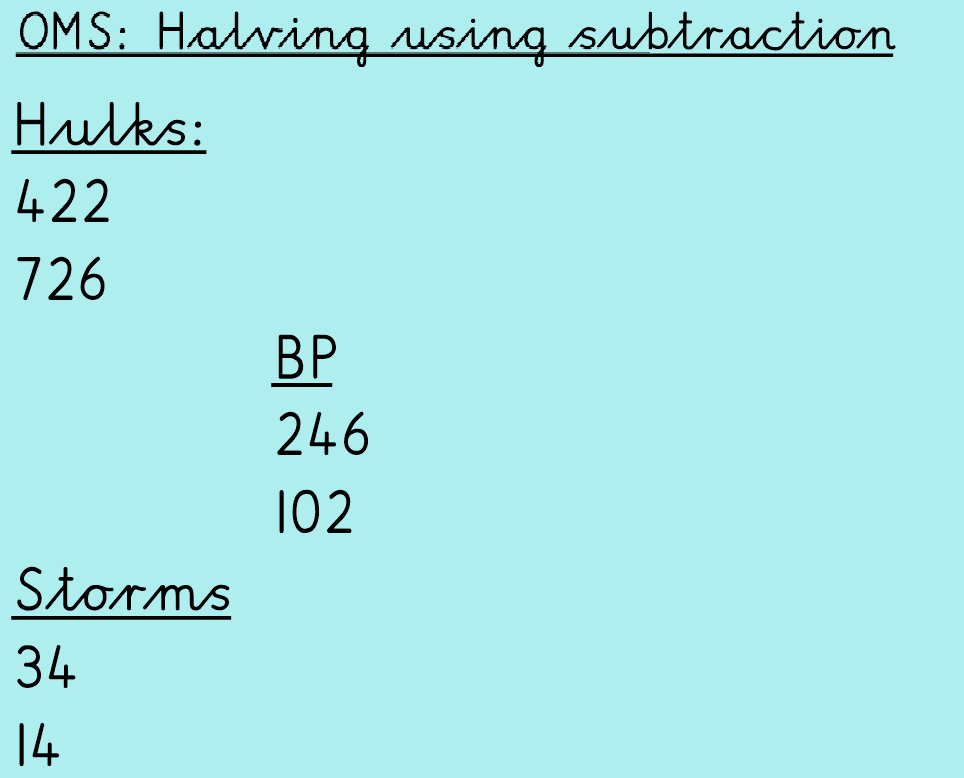 OMS: Halving using subtraction
Hulks:
422
726
BP
246
102
Storms
34
14